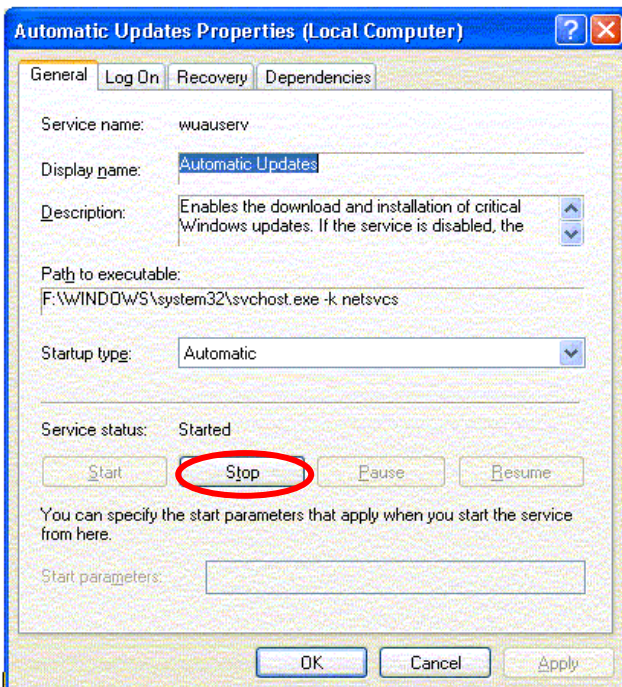 Automatic Updates Properties (Local Computer)
General Log On Recovery Dependencies
Service name: wuauserv
Display name: Automatic Updates
Description: Enables the download and installation of critical
Windows updates. If the service is disabled, the
Path to executable:
F:\WINDOWS\system32\svchost.exe -k netsvcs
Startup type: Automatic
Service status: Started
Start Stop Pause Resume
You can specify the start parameters that apply when you start the service
from here.
Start parameters:
OK Cancel Apply